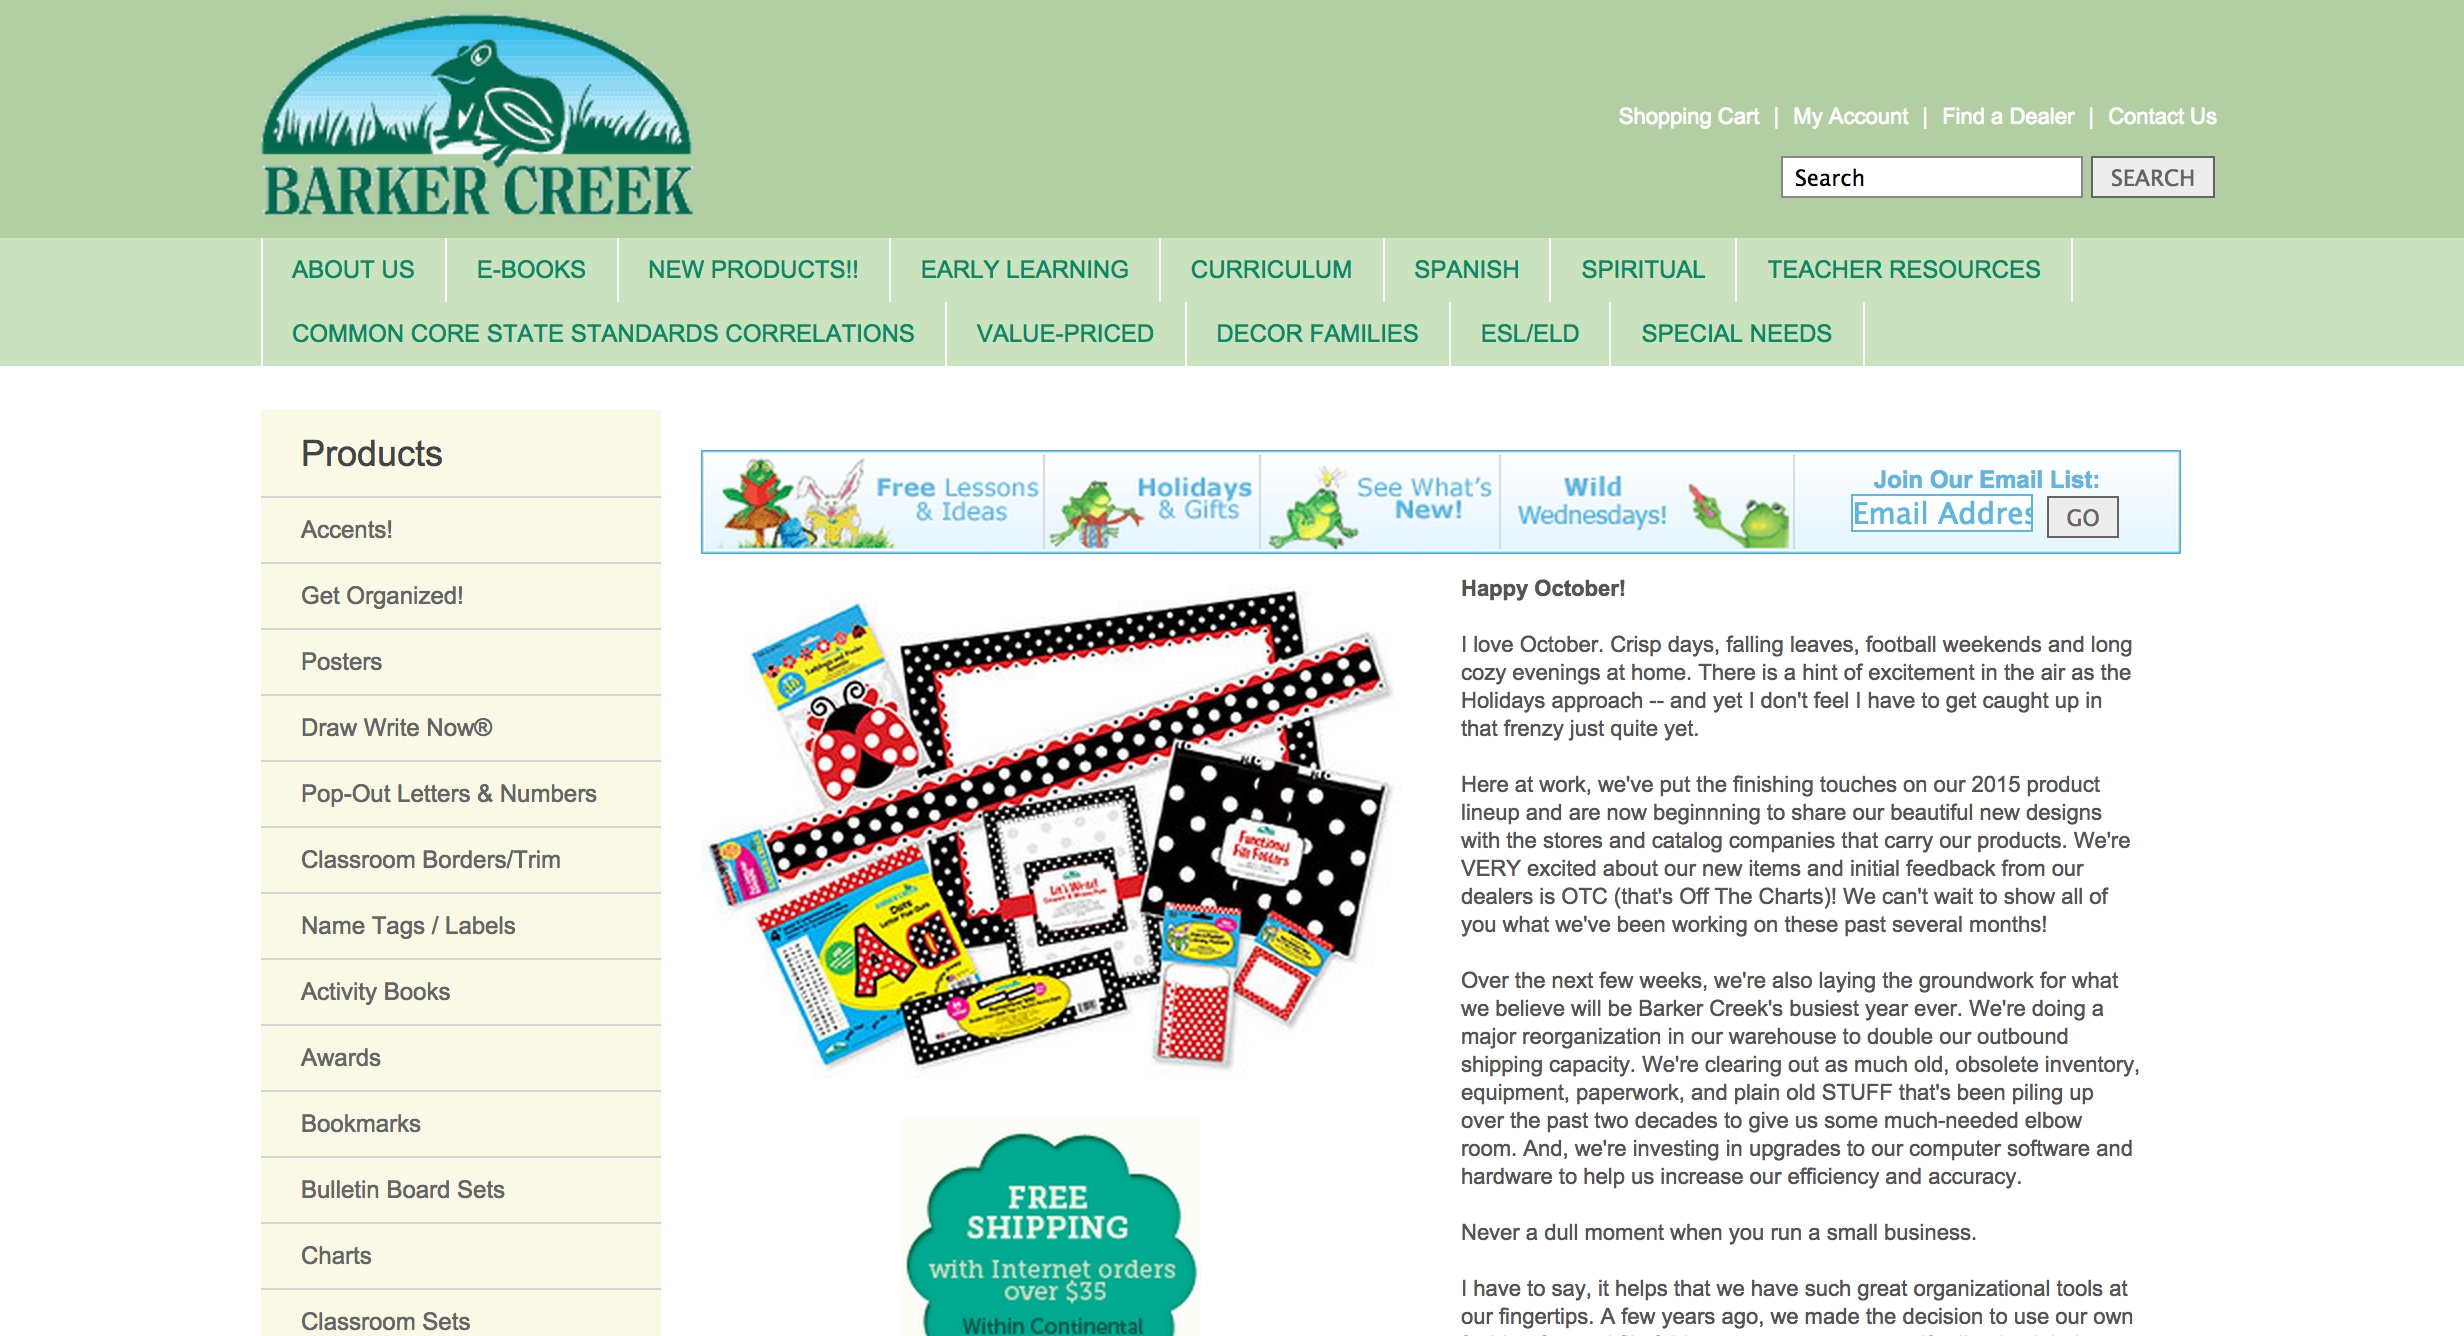 BARKER CREEK
Shopping Cart | My Account | Find a Dealer | Contact Us
Search SEARCH
ABOUT US E-BOOKS NEW PRODUCTS!! EARLY LEARNING CURRICULUM SPANISH SPIRITUAL TEACHER RESOURCES
COMMON CORE STATE STANDARDS CORRELATIONS VALUE-PRICED DECOR FAMILIES ESL/ELD SPECIAL NEEDS
Products
Accents!
Get Organized!
Posters
Draw Write Now®
Pop-Out Letters & Numbers
Classroom Borders/Trim
Name Tags / Labels
Activity Books
Awards
Bookmarks
Bulletin Board Sets
Charts
Classroom Sets
Free Lessons
& Ideas
Holidays
& Gifts
See What's
New!
Wild
Wednesdays!
Join Our Email List:
Email Addres GO
Functional
File Folders
Let's Write!
Dots
FREE
SHIPPING
with Internet orders
over $35
Within Continental
Happy October!
I love October. Crisp days, falling leaves, football weekends and long
cozy evenings at home. There is a hint of excitement in the air as the
Holidays approach -- and yet I don't feel I have to get caught up in
that frenzy just quite yet.
Here at work, we've put the finishing touches on our 2015 product
lineup and are now beginnning to share our beautiful new designs
with the stores and catalog companies that carry our products. We're
VERY excited about our new items and initial feedback from our
dealers is OTC (that's Off The Charts)! We can't wait to show all of
you what we've been working on these past several months!
Over the next few weeks, we're also laying the groundwork for what
we believe will be Barker Creek's busiest year ever. We're doing a
major reorganization in our warehouse to double our outbound
shipping capacity. We're clearing out as much old, obsolete inventory,
equipment, paperwork, and plain old STUFF that's been piling up
over the past two decades to give us some much-needed elbow
room. And, we're investing in upgrades to our computer software and
hardware to help us increase our efficiency and accuracy.
Never a dull moment when you run a small business.
I have to say, it helps that we have such great organizational tools at
our fingertips. A few years ago, we made the decision to use our own